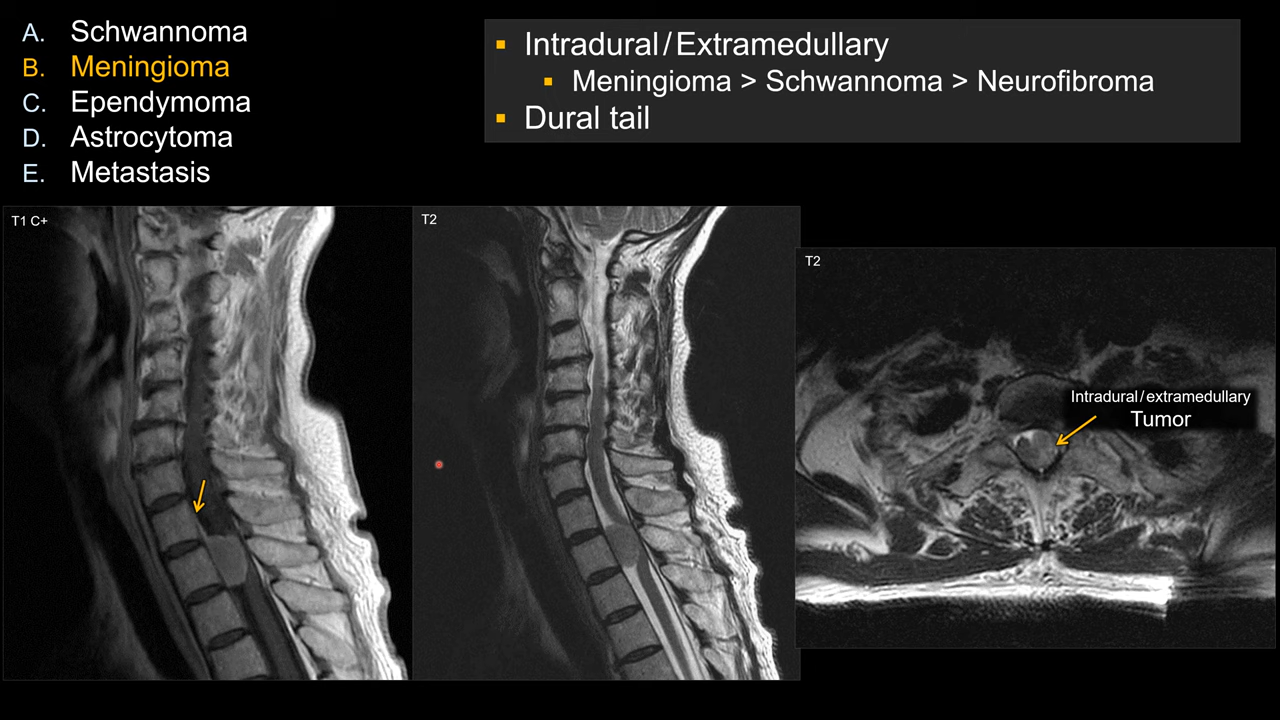 A. Schwannoma
B. Meningioma
C. Ependymoma
D. Astrocytoma
E. Metastasis
▪ Intradural/Extramedullary
▪ Meningioma > Schwannoma > Neurofibroma
▪ Dural tail
T1 C+
T2
T2
Intradural/extramedullary
Tumor